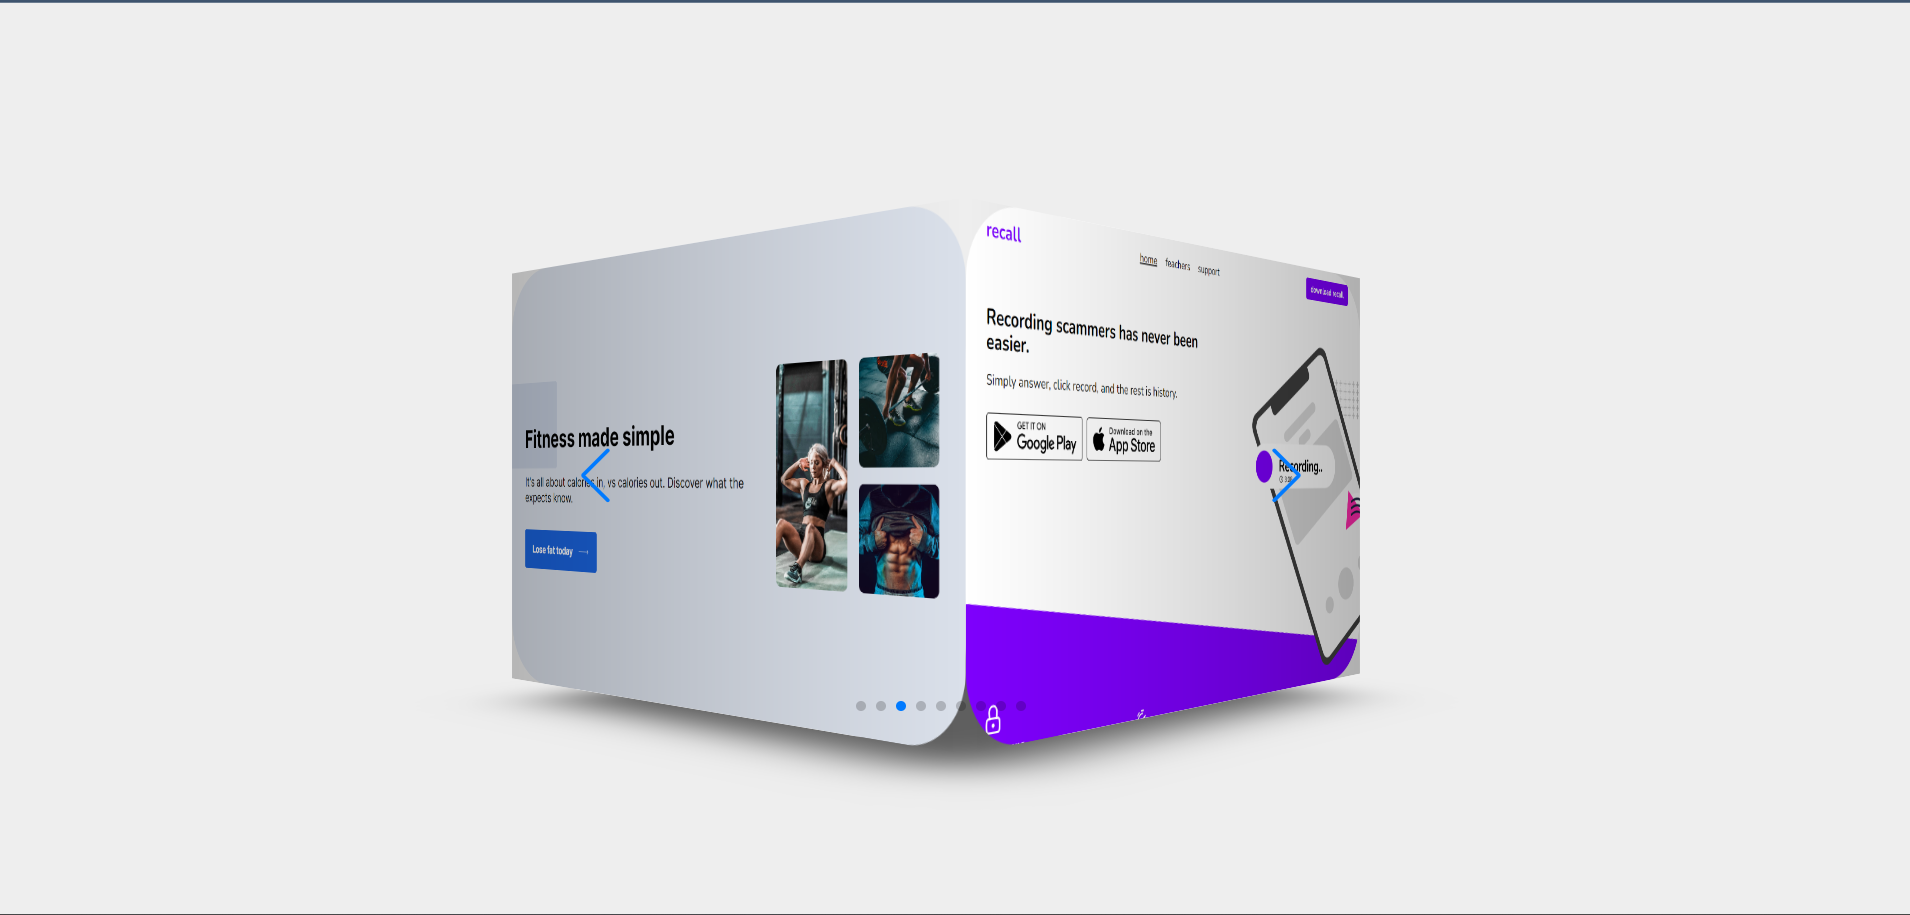 Fitness made simple
It's all about calories in, vs calories out. Discover what the
expects know.
Lose fat today
recall
home feachers support
download recall.
Recording scammers has never been
easier.
Simply answer, click record, and the rest is history.
GET IT ON
Google Play
Download on the
App Store
Recording..